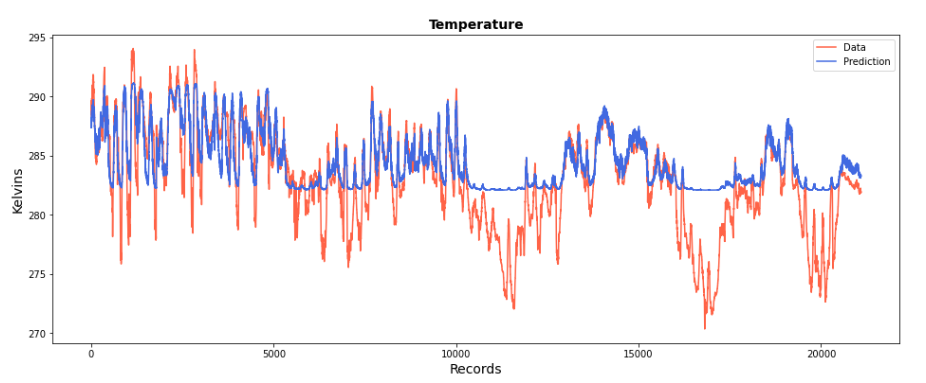 Temperature
295
290
285
280
275
270
Kelvins
0
5000
10000
15000
20000
Records
Data
Prediction